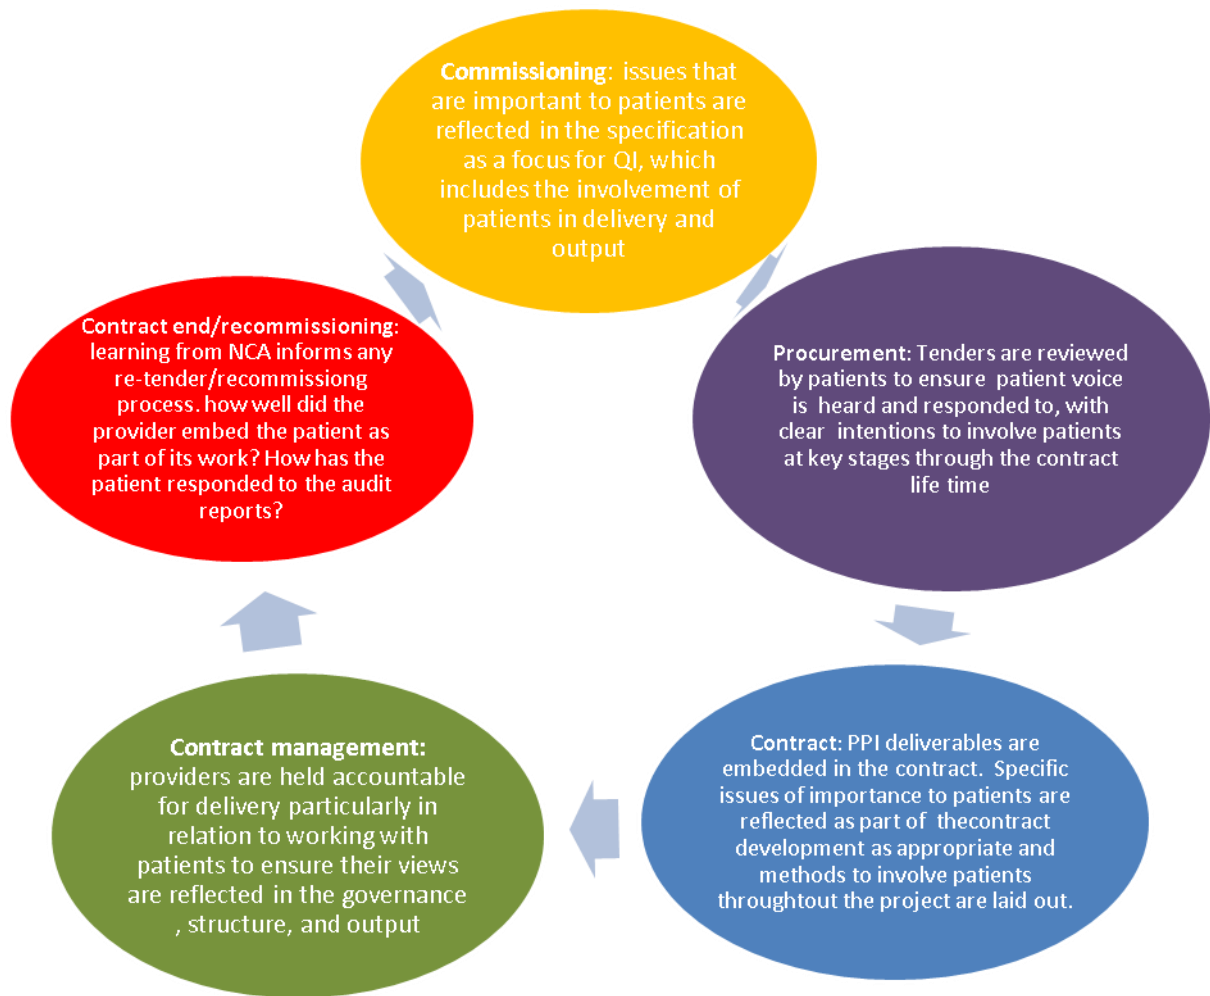 Commissioning: issues that
are important to patients are
reflected in the specification
as a focus for QI, which
includes the involvement of
patients in delivery and
output
Procurement: Tenders are reviewed
by patients to ensure patient voice
is heard and responded to, with
clear intentions to involve patients
at key stages through the contract
life time
Contract: PPI deliverables are
embedded in the contract. Specific
issues of importance to patients are
reflected as part of thecontract
development as appropriate and
methods to involve patients
throughtout the project are laid out.
Contract management:
providers are held accountable
for delivery particularly in
relation to working with
patients to ensure their views
are reflected in the governance
, structure, and output
Contract end/recommissioning:
learning from NCA informs any
re-tender/recommissiong
process. how well did the
provider embed the patient as
part of its work? How has the
patient responded to the audit
reports?